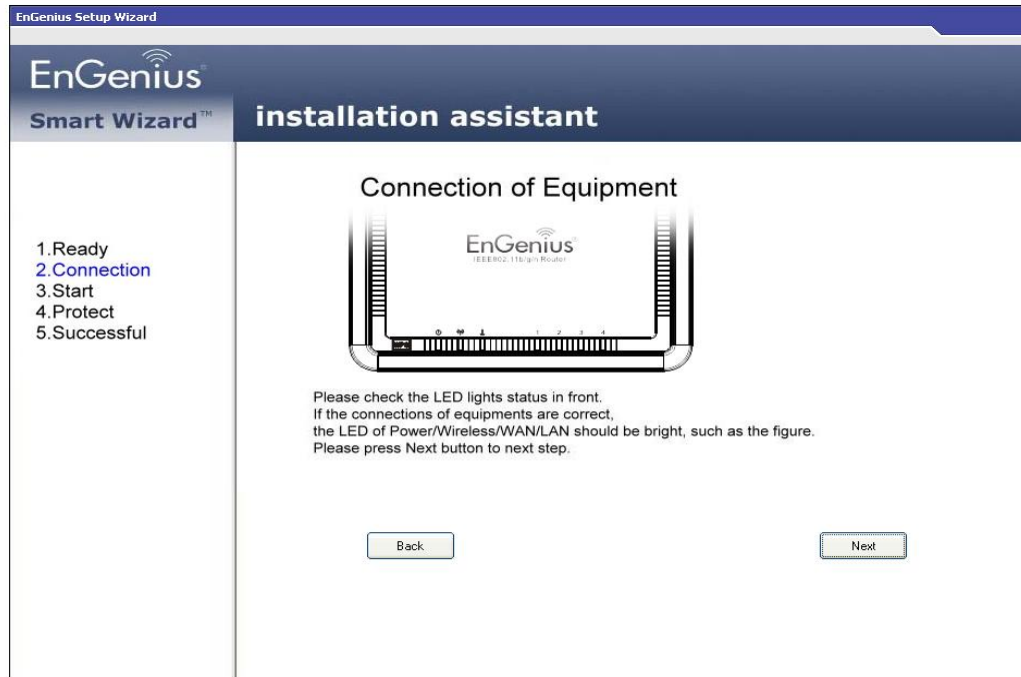 EnGenius Setup Wizard
EnGenius®
Smart Wizard™
installation assistant
1.Ready
2.Connection
3.Start
4.Protect
5.Successful
Connection of Equipment
EnGenius®
IEEE802.11b/g/n Router
1 2 3 4
Please check the LED lights status in front.
If the connections of equipments are correct,
the LED of Power/Wireless/WAN/LAN should be bright, such as the figure.
Please press Next button to next step.
Back
Next